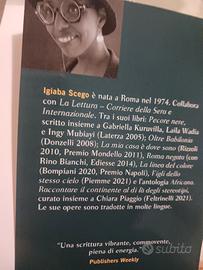 Igiaba Scego è nata a Roma nel 1974. Collabora
con La Lettura – Corriere della Sera e
Internazionale. Tra i suoi libri: Pecore nere,
scritto insieme a Gabriella Kuruvilla, Laila Wadia
e Ingy Mubiayi (Laterza 2005); Oltre Babilonia
(Donzelli 2008); La mia casa è dove sono (Rizzoli
2010, Premio Mondello 2011), Roma negata (con
Rino Bianchi, Ediesse 2014), La linea del colore
(Bompiani 2020, Premio Napoli), Figli dello
stesso cielo (Piemme 2021) e l'antologia Africana.
Raccontare il continente al di là degli stereotipi,
curato insieme a Chiara Piaggio (Feltrinelli 2021).
Le sue opere sono tradotte in molte lingue.
"Una scrittura vibrante, commovente,
piena di energia."
Publishers Weekly
subito